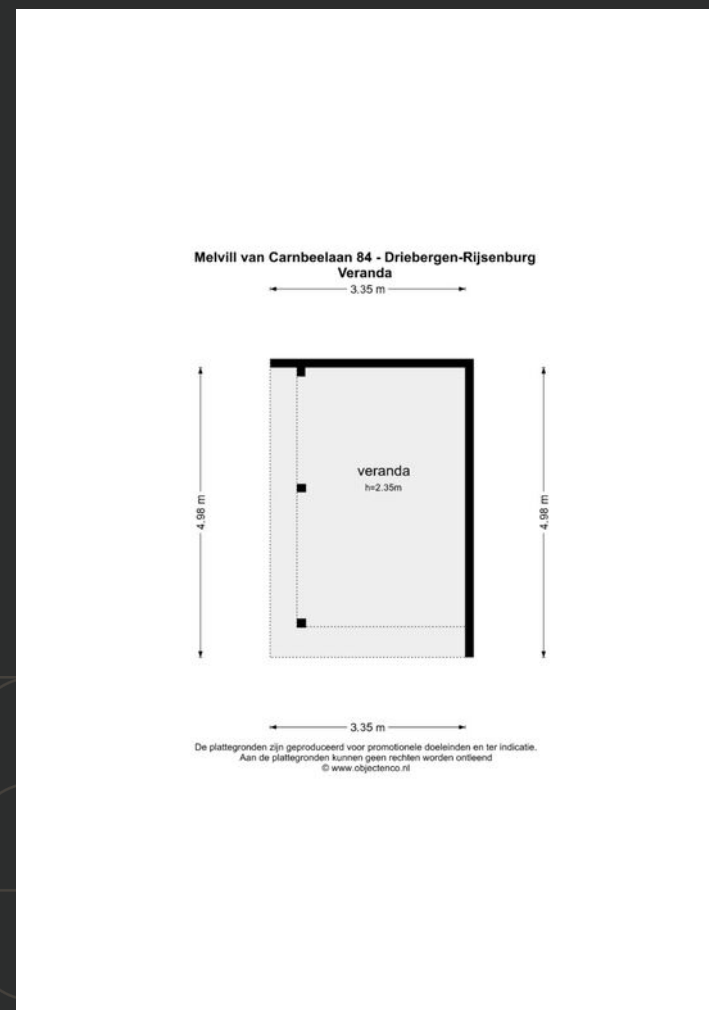 Melvill van Carnbeelaan 84 - Driebergen-Rijsenburg
Veranda
3.35 m
4.98 m
veranda
h=2.35m
4.98 m
3.35 m
De plattegronden zijn geproduceerd voor promotionele doeleinden en ter indicatie.
Aan de plattegronden kunnen geen rechten worden ontleend
© www.objectenco.nl